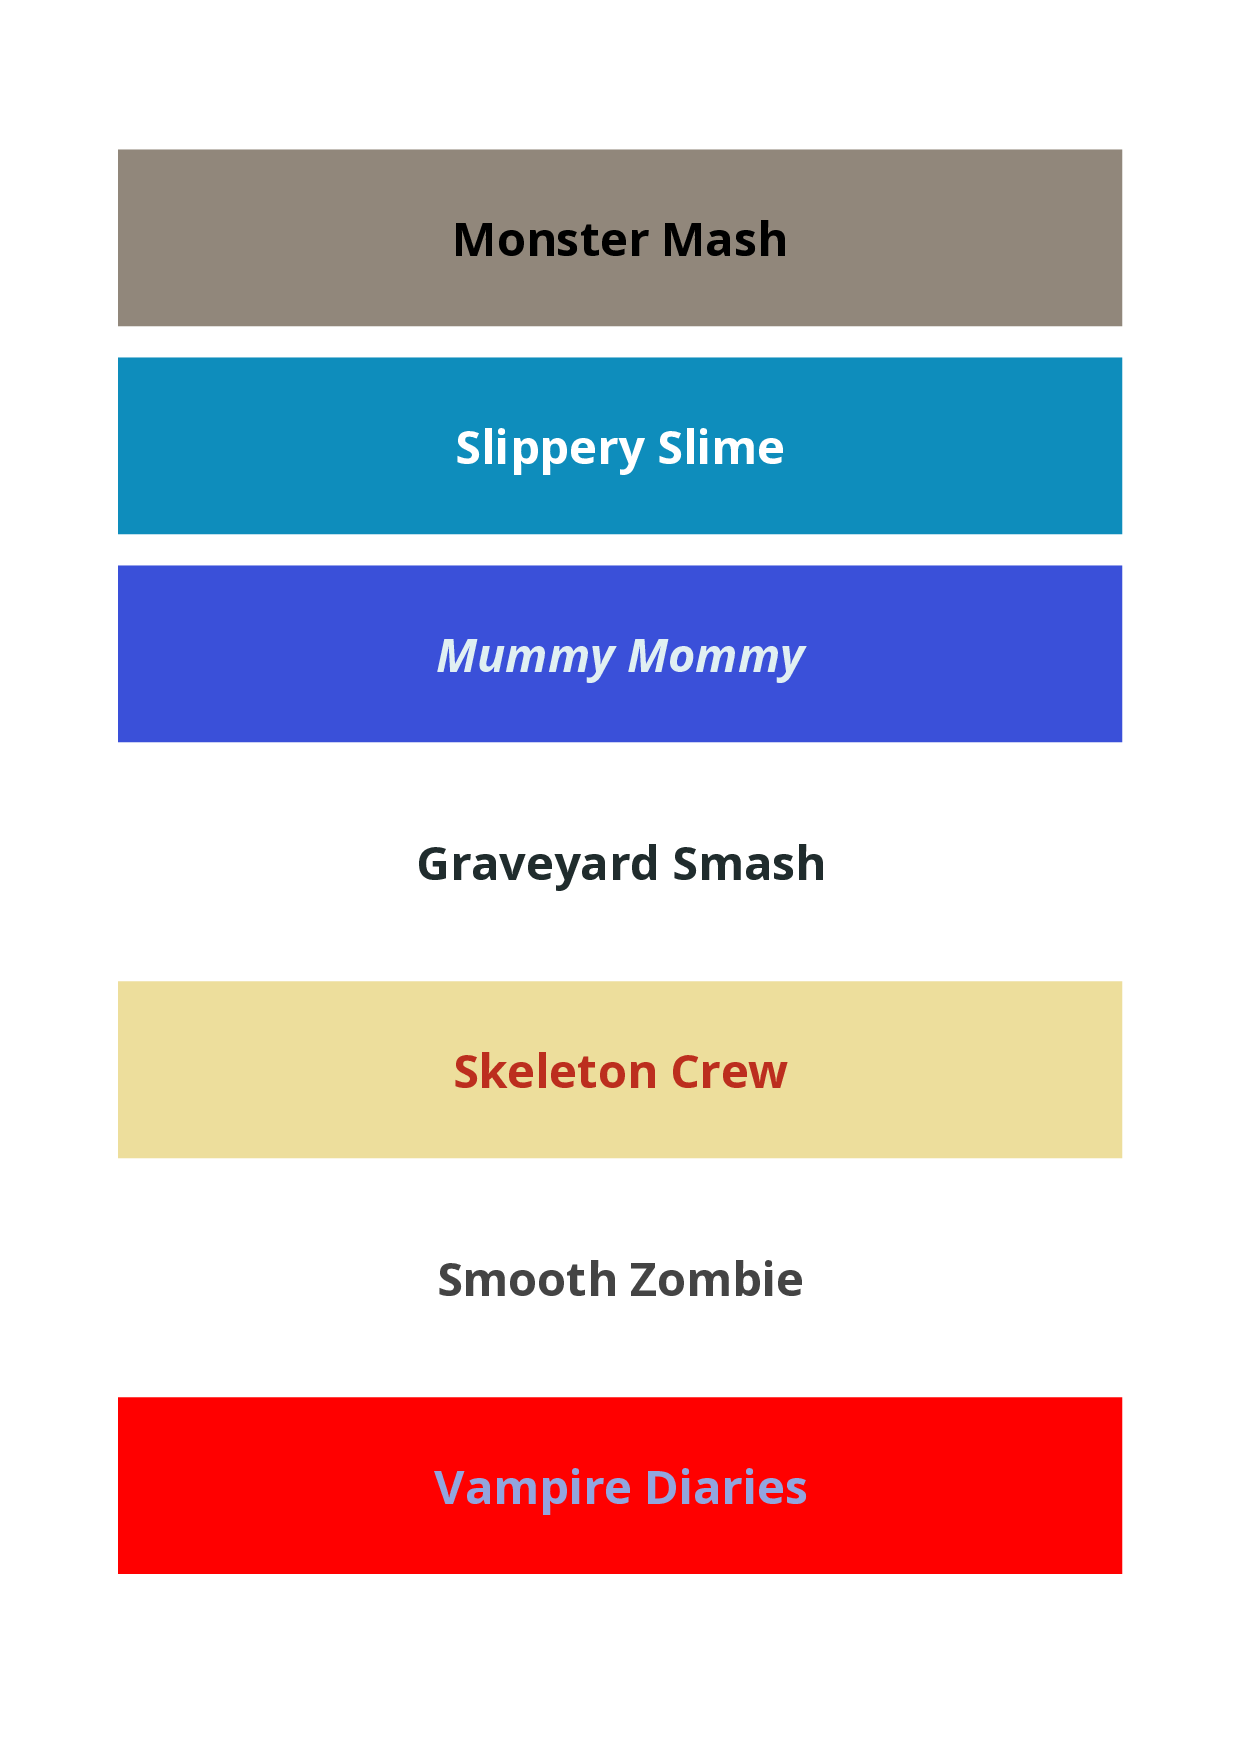 Monster Mash
Slippery Slime
Mummy Mommy
Graveyard Smash
Skeleton Crew
Smooth Zombie
Vampire Diaries